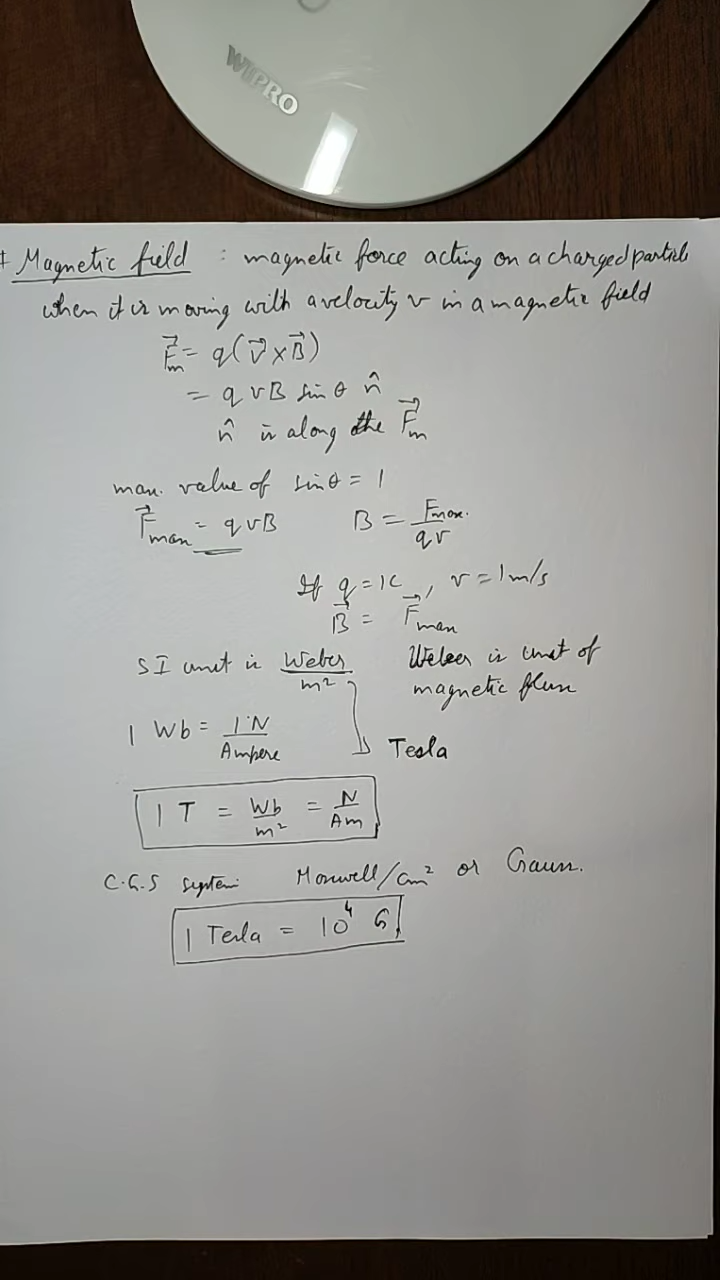 WIPRO
# Magnetic field : magnetic force acting on a charged particle
when it is moving with a velocity v in a magnetic field
F⃗m = q(V⃗ × B⃗)
= q v B sin θ n̂
n̂ is along the F⃗m
max. value of sin θ = 1
F⃗max = q v B B = Fmax. / qv
If q = 1C, v = 1 m/s
B⃗ = F⃗max
SI unit is Weber / m² Weber is unit of
magnetic flux
1 Wb = 1 N / Ampere Tesla
1 T = Wb / m² = N / Am
C.G.S system Maxwell/cm² or Gauss.
1 Tesla = 10⁴ G